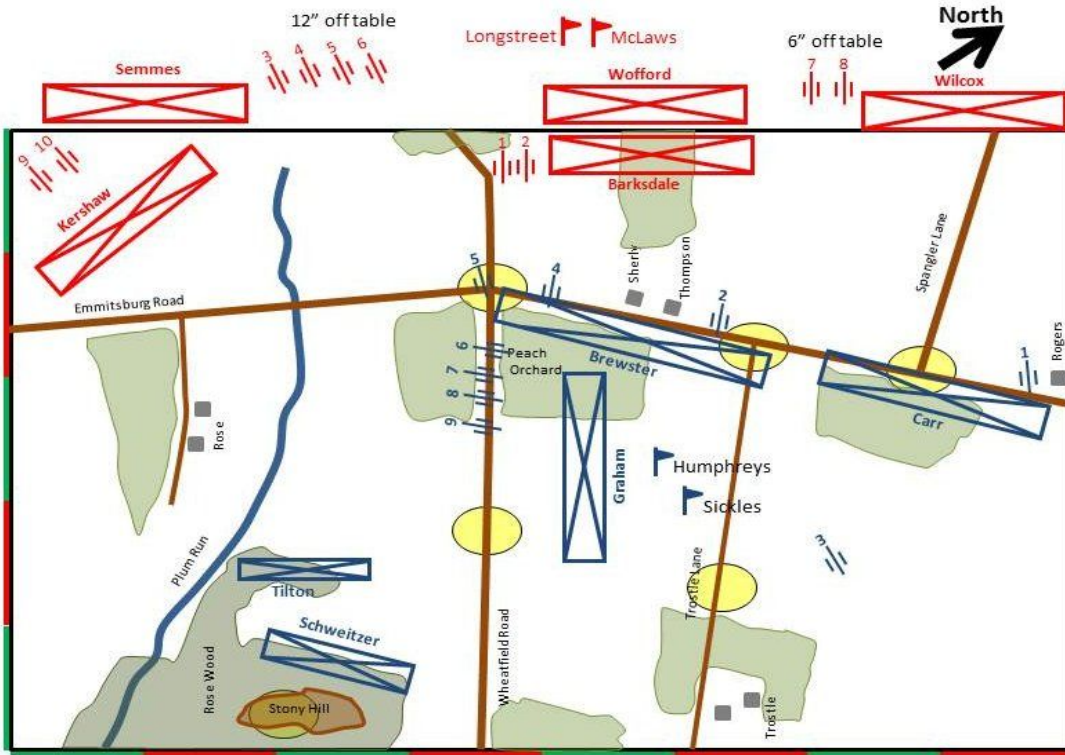 12” off table
Longstreet
McLaws
North
6” off table
Semmes
3
4
5
6
Wofford
7
8
Wilcox
9
10
Kershaw
1
2
Barksdale
Sherly
Thompson
Spangler Lane
Emmitsburg Road
5
4
2
1
Rogers
6
Peach
Orchard
Brewster
7
8
9
Carr
Rose
Graham
Humphreys
Sickles
3
Plum Run
Tilton
Trostle Lane
Schweitzer
Rose Wood
Wheatfield Road
Stony Hill
Trostle